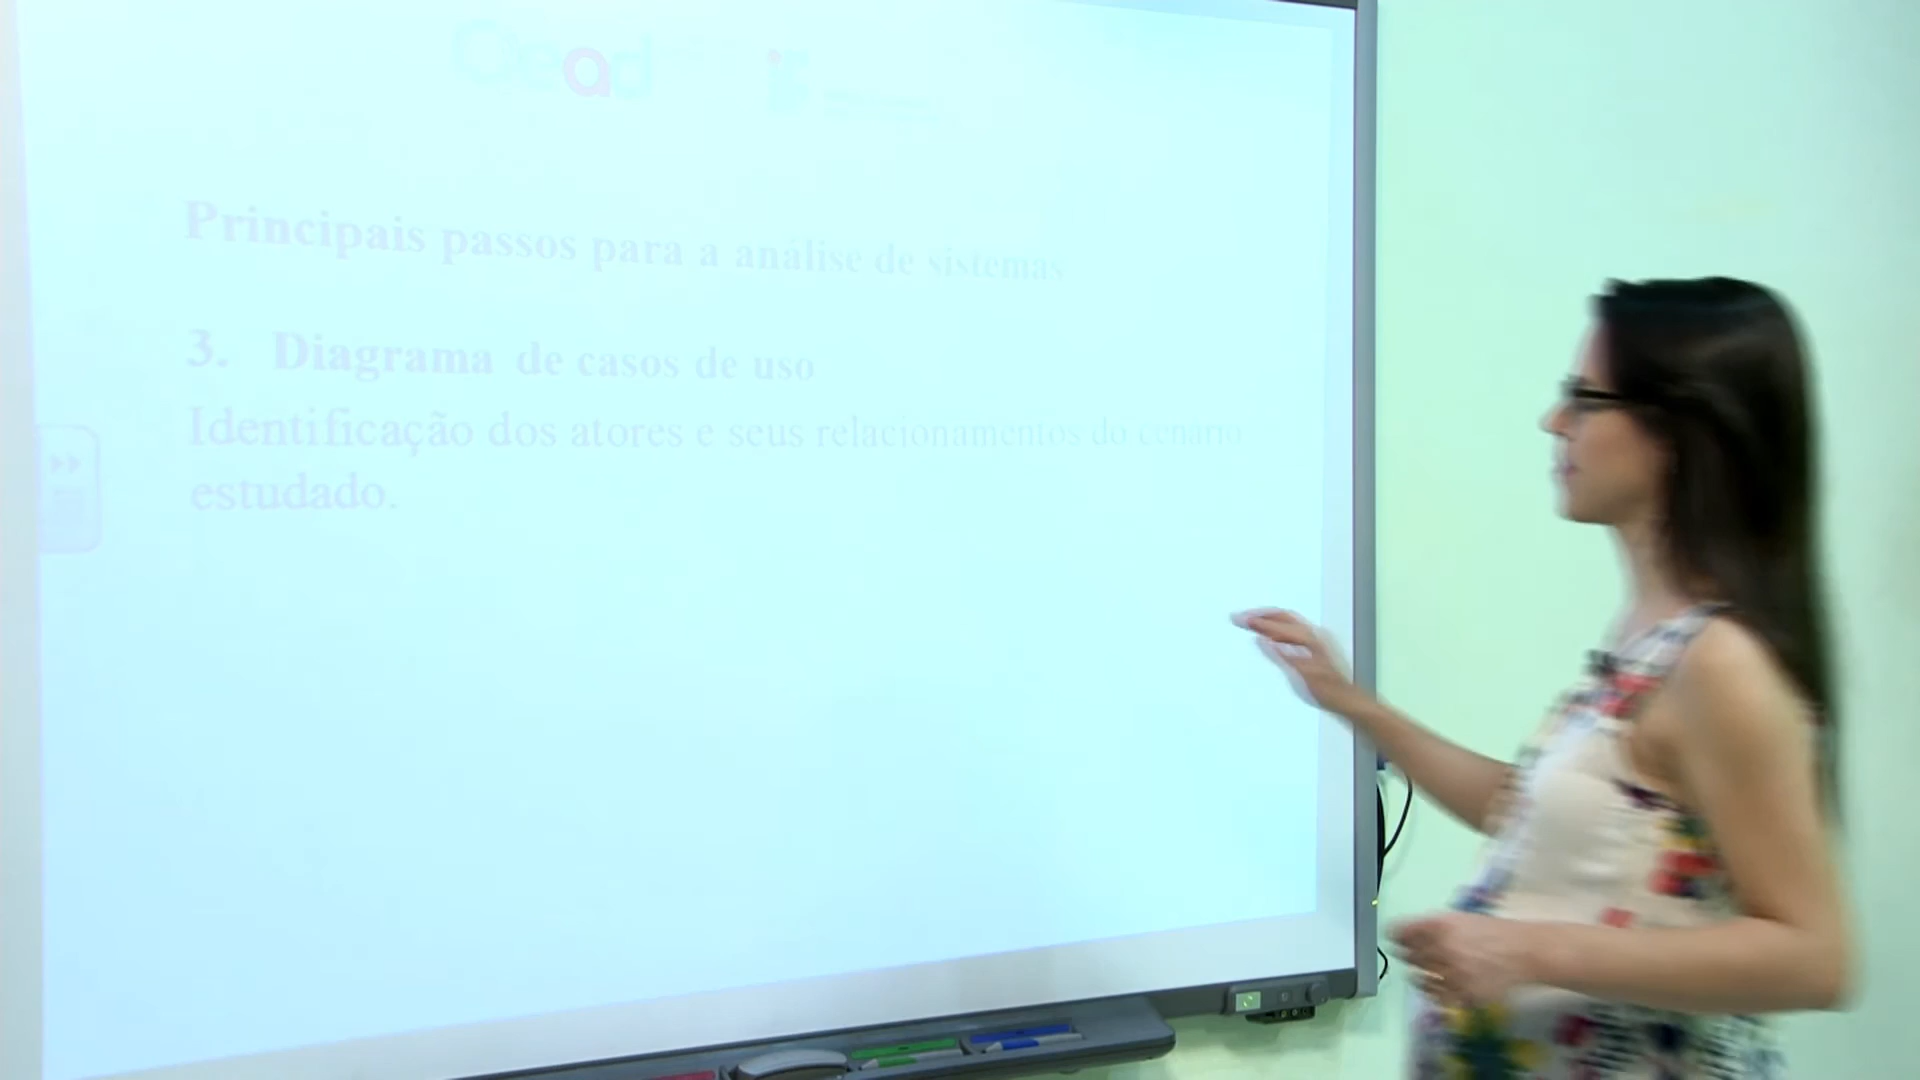 Cead
Principais passos para a análise de sistemas
3. Diagrama de casos de uso
Identificação dos atores e seus relacionamentos do cenário
estudado.